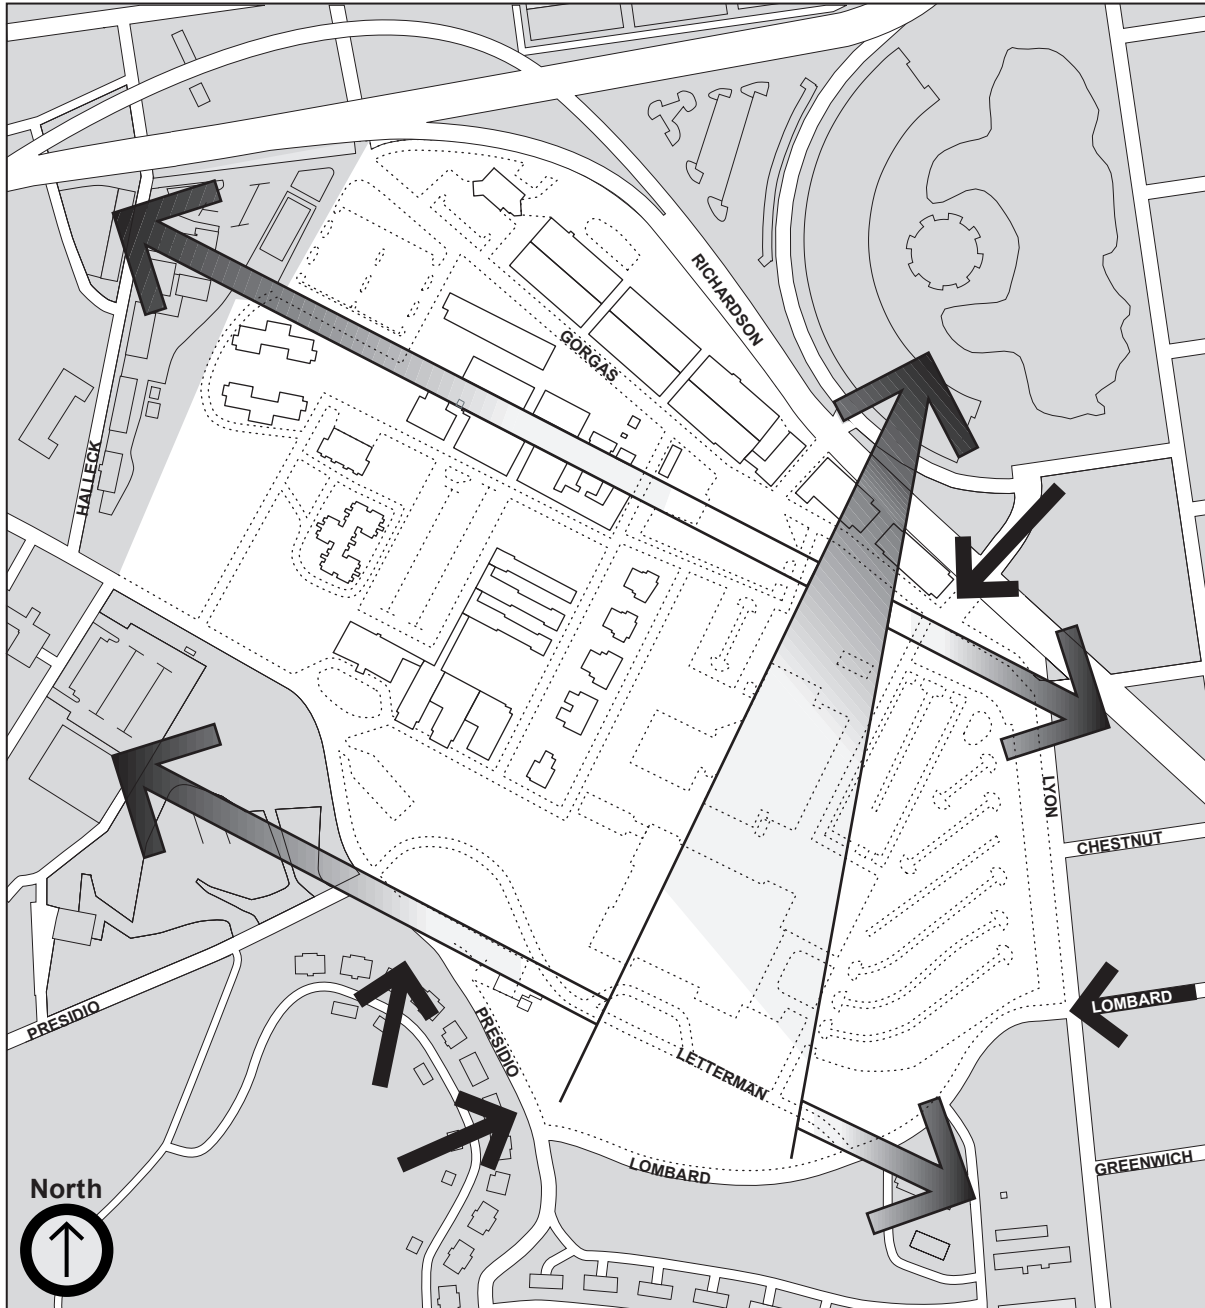 RICHARDSON
GORGAS
HALLECK
LYON
CHESTNUT
LOMBARD
PRESIDIO
PRESIDIO
LETTERMAN
LOMBARD
GREENWICH
North